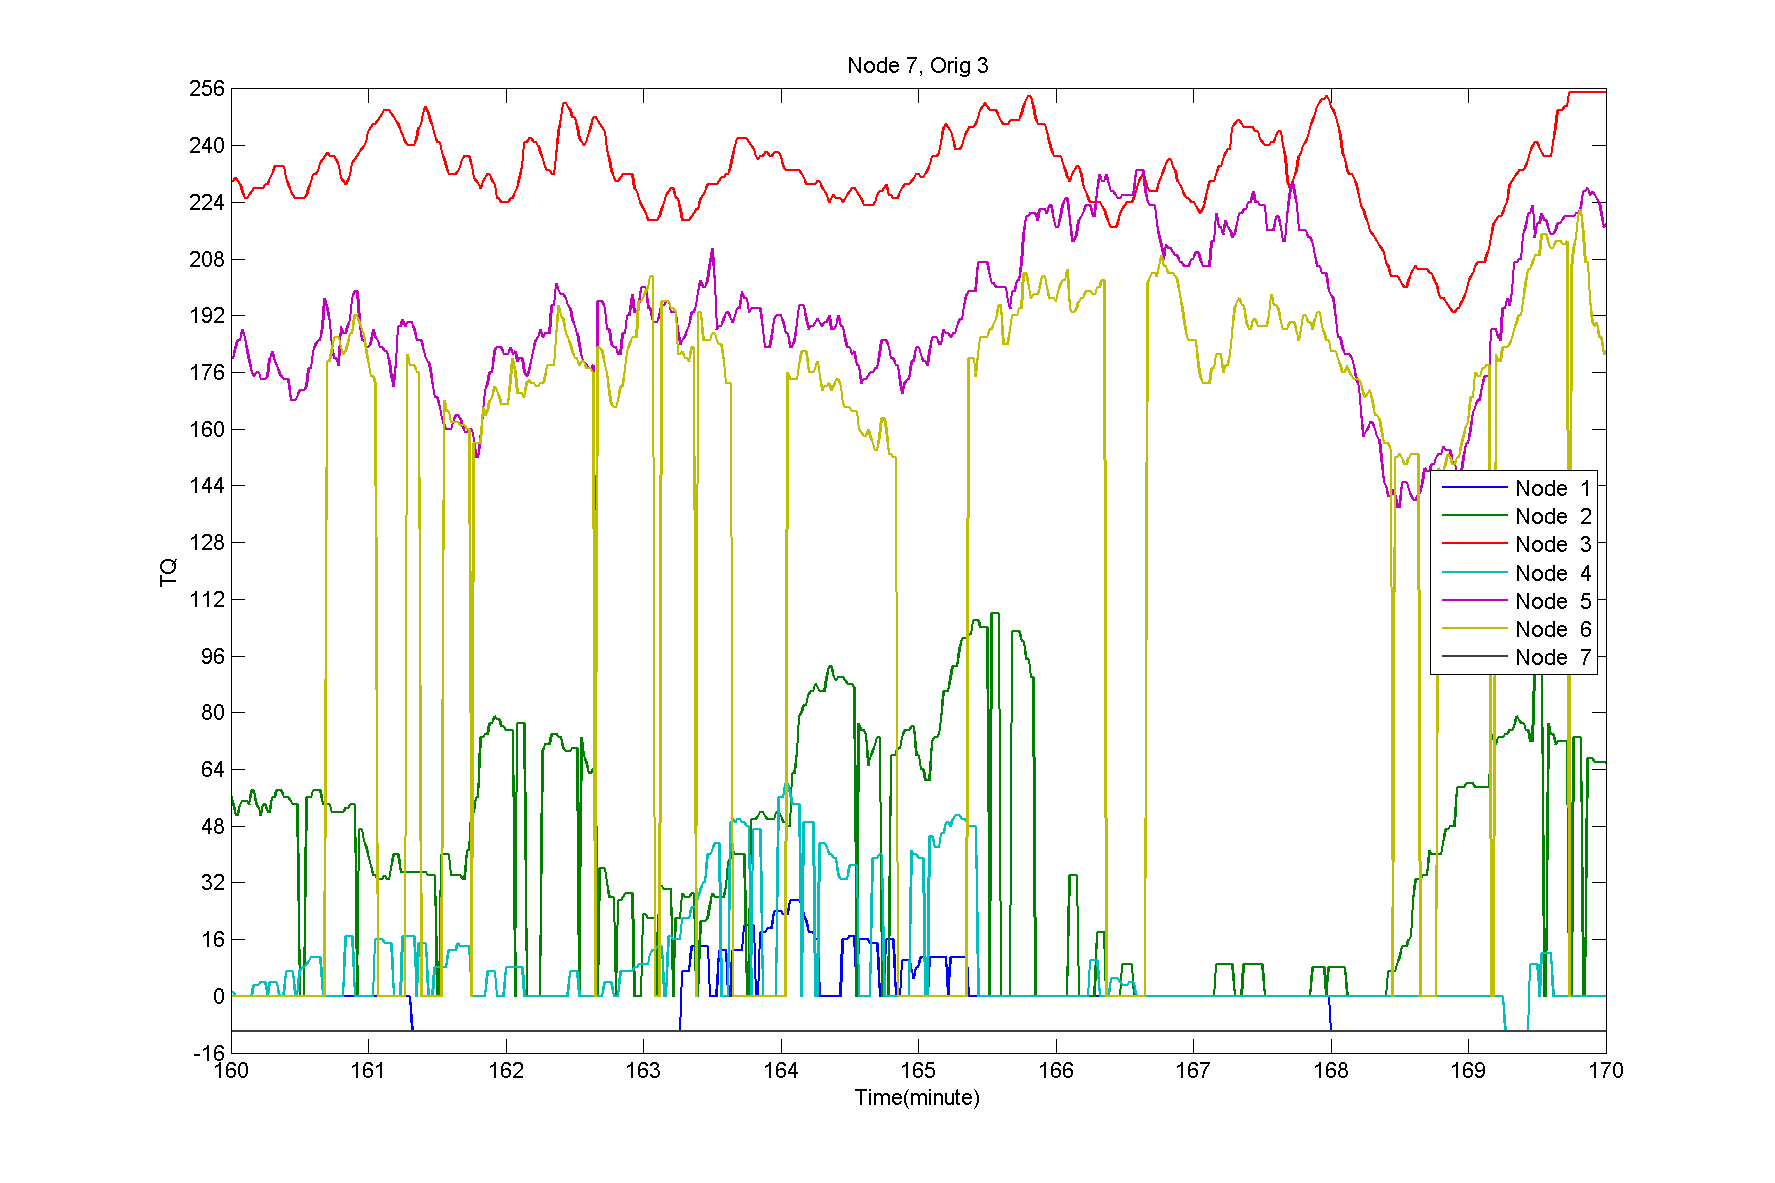 Node 7, Orig 3
256
240
224
208
192
176
160
144
128
112
96
80
64
48
32
16
0
-16
TQ
Node 1
Node 2
Node 3
Node 4
Node 5
Node 6
Node 7
160 161 162 163 164 165 166 167 168 169 170
Time(minute)